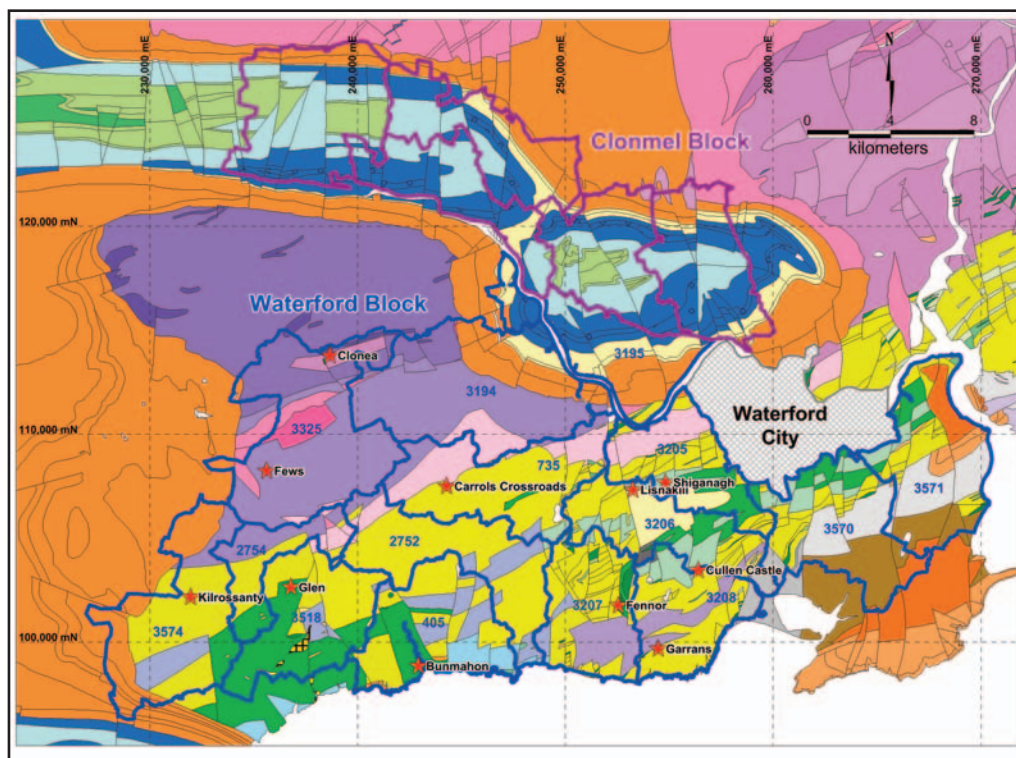 230,000 mE
240,000 mE
250,000 mE
260,000 mE
270,000 mE
N
0 4 8
kilometers
Clonmel Block
120,000 mN
Waterford Block
Clonea
3195
3194
Waterford
City
110,000 mN
3325
3205
735
Fews
Carrols Crossroads
Shiganagh
Lisnakill
3571
3206
3570
2754
2752
Cullen Castle
Glen
Kilrossanty
3208
3207
Fennor
3574
3518
405
100,000 mN
Garrans
Bunmahon